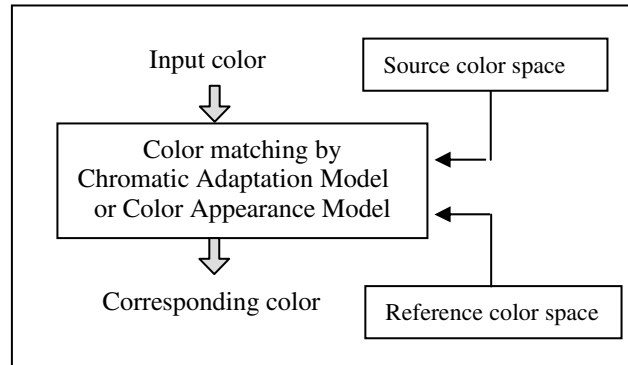 Input color
Source color space
Color matching by
Chromatic Adaptation Model
or Color Appearance Model
Corresponding color
Reference color space